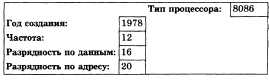 Тип процессора: 8086
Год создания: 1978
Частота: 12
Разрядность по данным: 16
Разрядность по адресу: 20